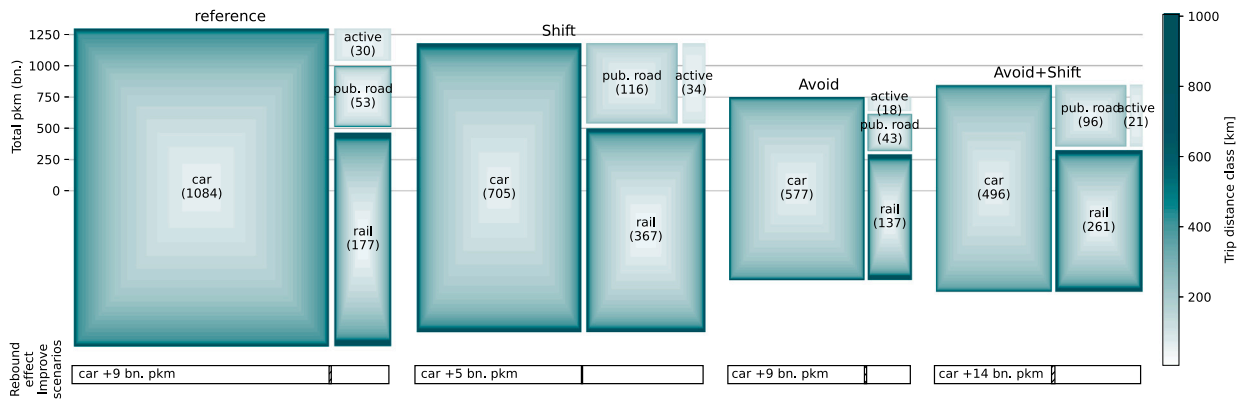 reference
Shift
Avoid
Avoid+Shift
Total pkm (bn.)
1250
1000
750
500
250
0
car
(1084)
active
(30)
pub. road
(53)
rail
(177)
car
(705)
pub. road
(116)
active
(34)
rail
(367)
car
(577)
active
(18)
pub. road
(43)
rail
(137)
car
(496)
pub. road
(96)
active
(21)
rail
(261)
1000
800
600
400
200
Trip distance class [km]
Rebound
effect
Improve
scenarios
car +9 bn. pkm
car +5 bn. pkm
car +9 bn. pkm
car +14 bn. pkm